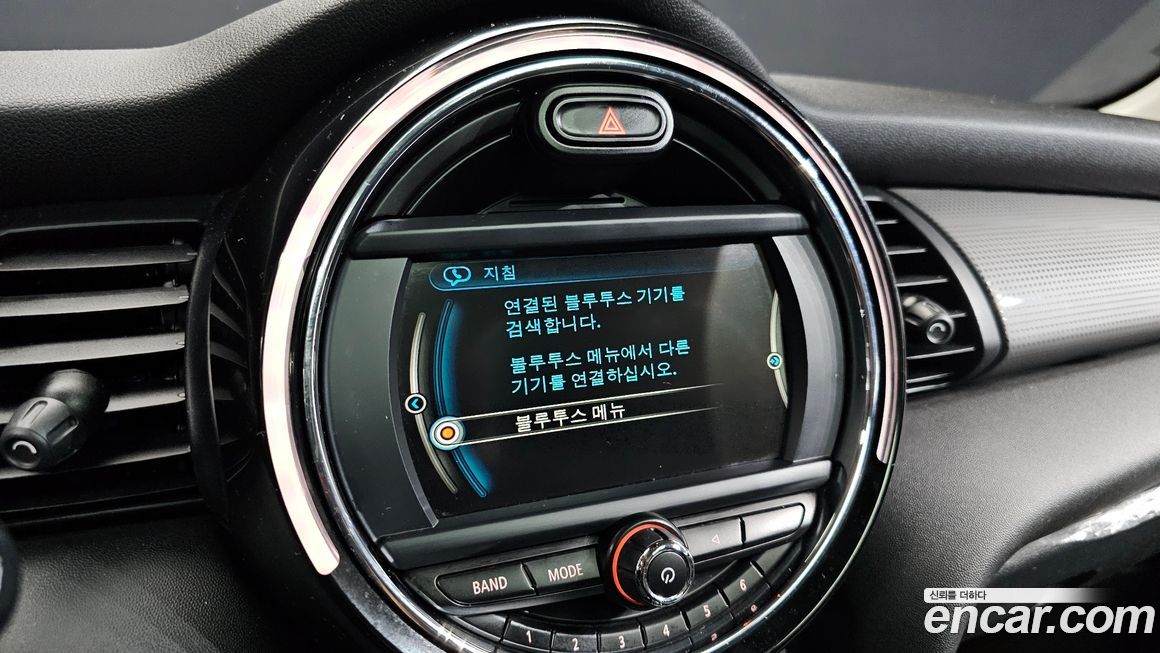 지침
연결된 블루투스 기기를
검색합니다.
블루투스 메뉴에서 다른
기기를 연결하십시오.
블루투스 메뉴
BAND MODE
1 2 3 4 5 6
신뢰를 더하다
encar.com